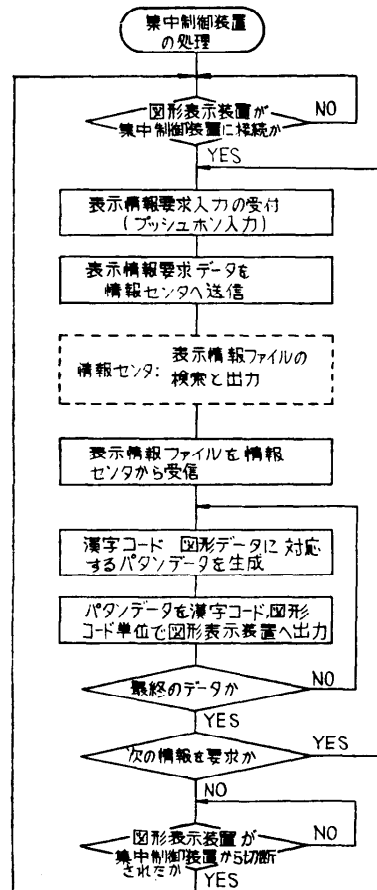 集中制御装置
の処理
図形表示装置が
集中制御装置に接続か
NO
YES
表示情報要求入力の受付
(プッシュホン入力)
表示情報要求データを
情報センタへ送信
情報センタ: 表示情報ファイルの
検索と出力
表示情報ファイルを情報
センタから受信
漢字コード 図形データに対応
するパタンデータを生成
パタンデータを漢字コード,図形
コード単位で図形表示装置へ出力
最終のデータか
NO
YES
次の情報を要求か
YES
NO
図形表示装置が
集中制御装置から切断
されたか
NO
YES